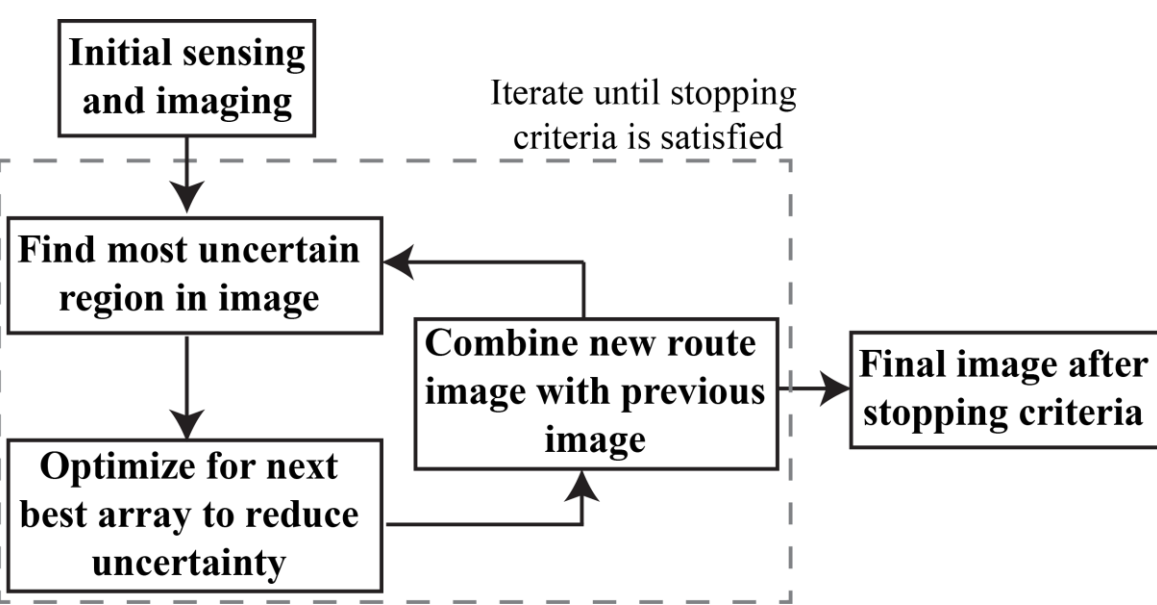 Initial sensing
and imaging
Iterate until stopping
criteria is satisfied
Find most uncertain
region in image
Combine new route
image with previous
image
Final image after
stopping criteria
Optimize for next
best array to reduce
uncertainty